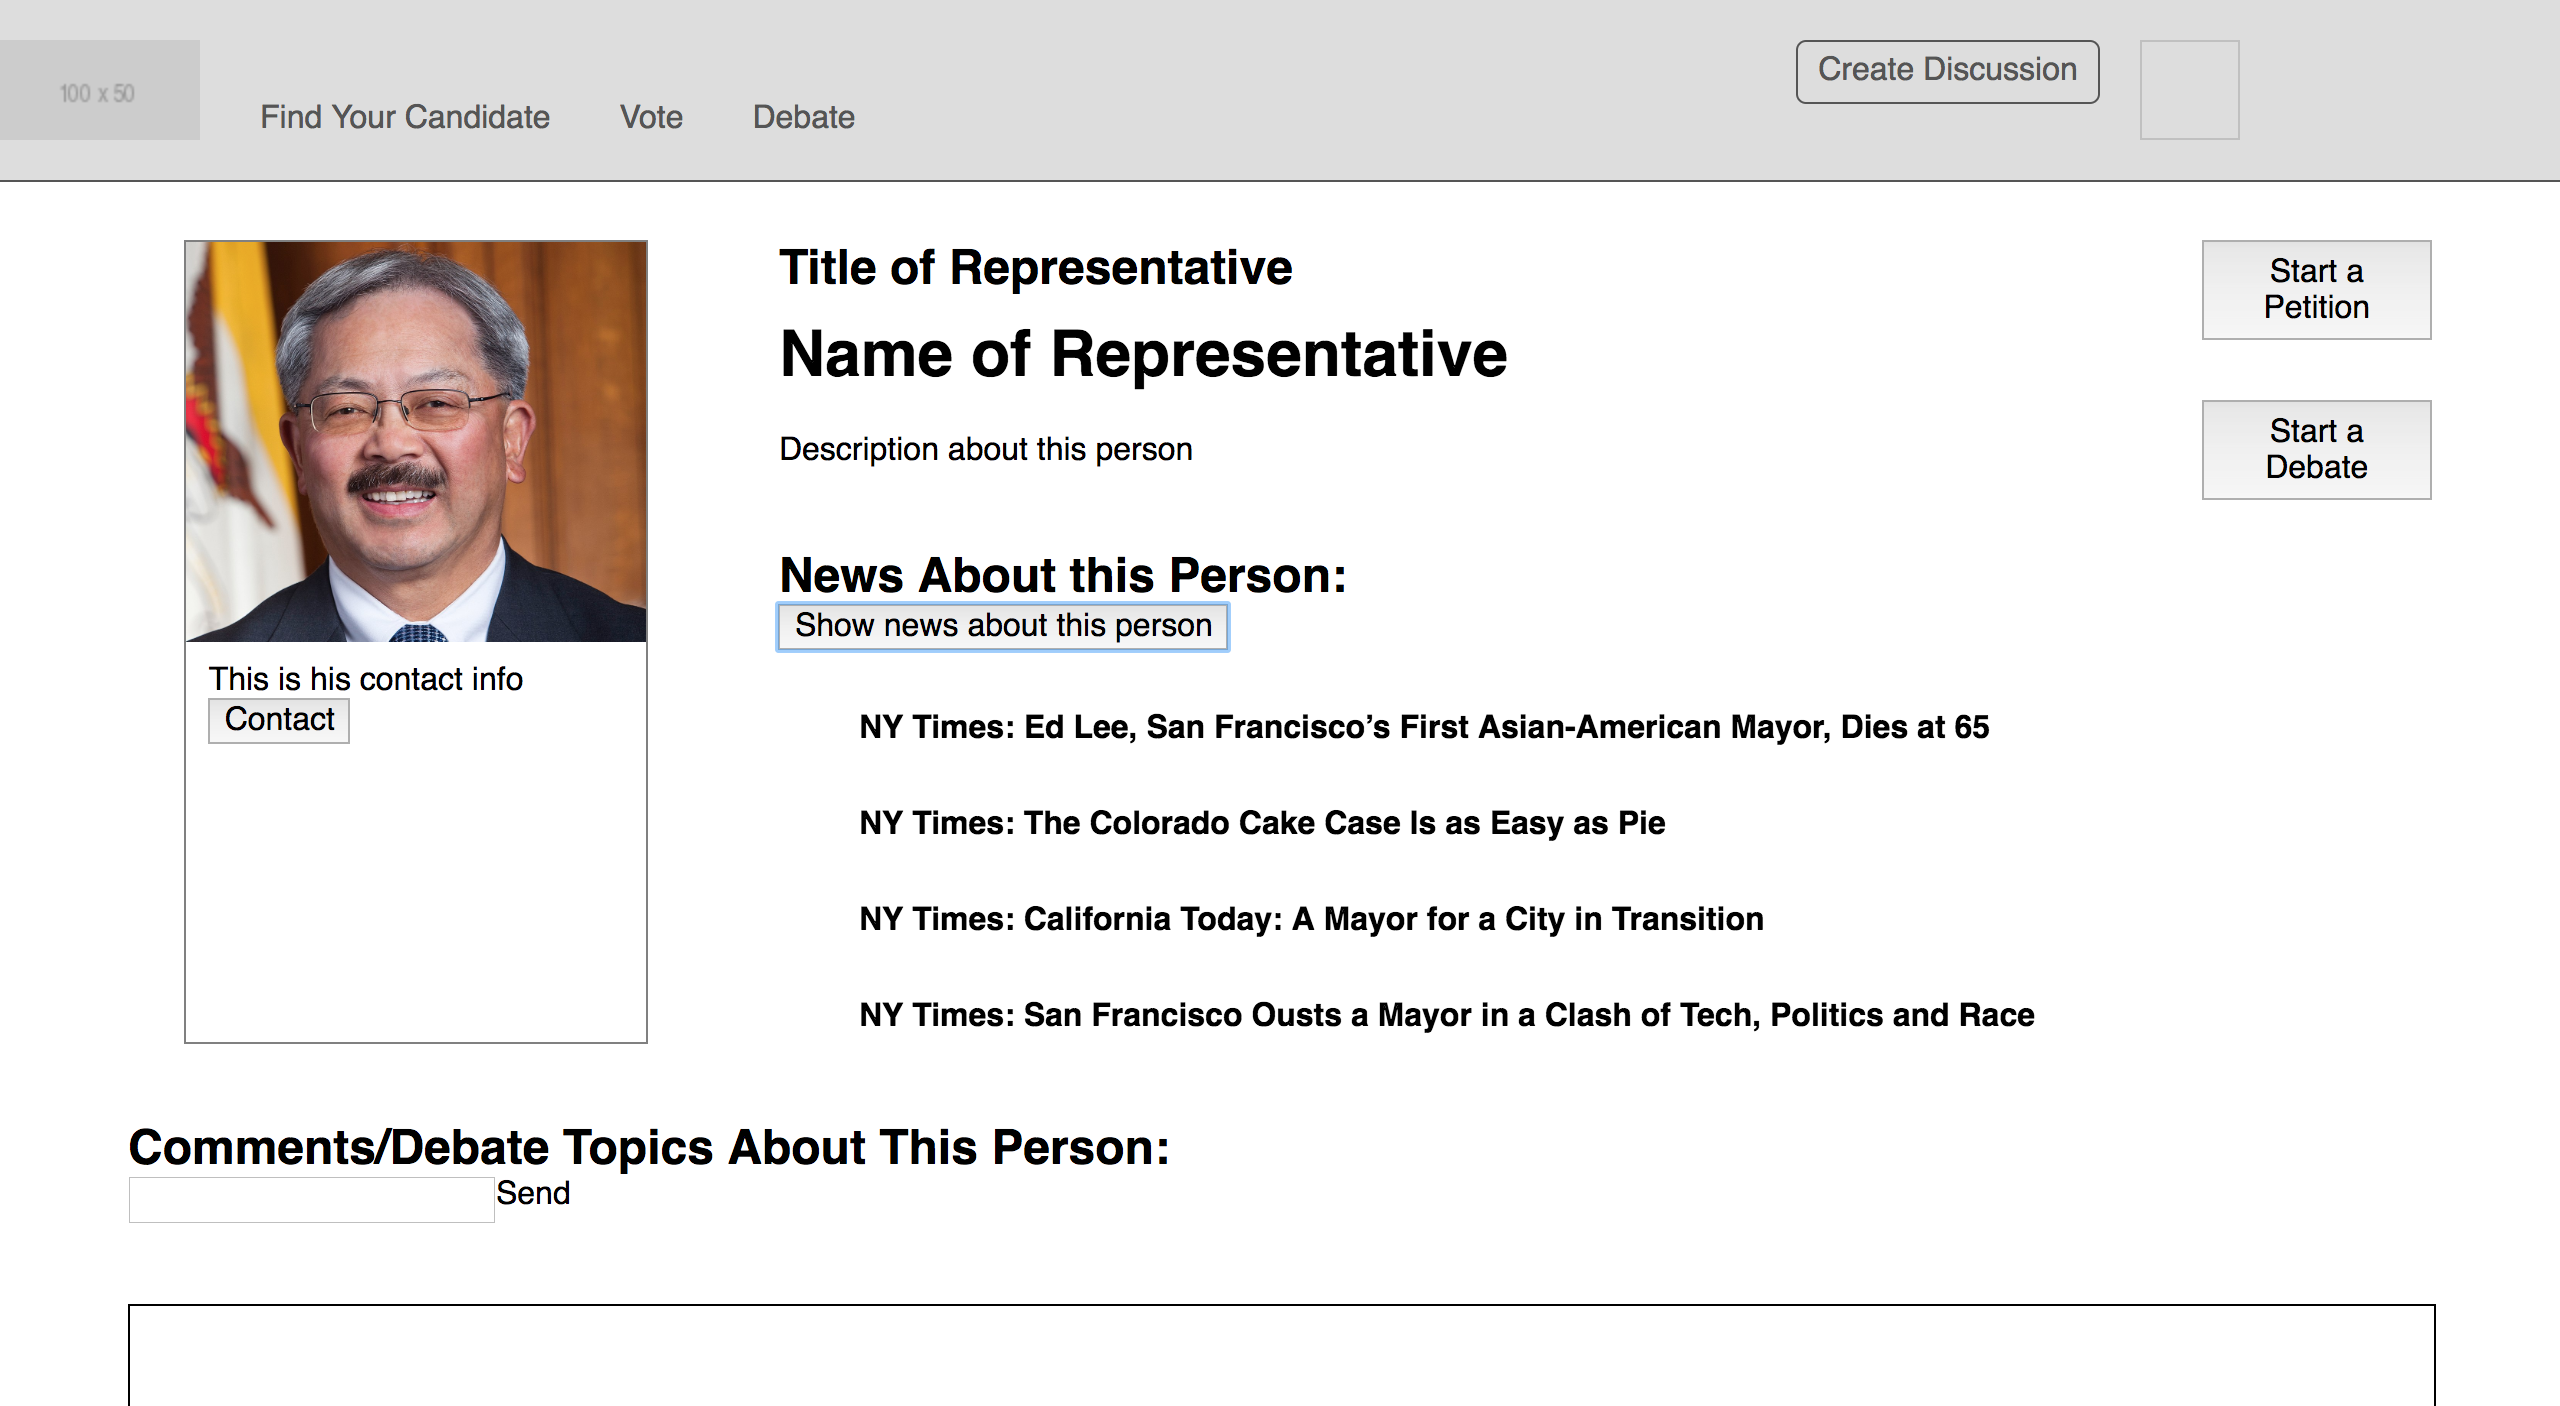 100 x 50
Find Your Candidate
Vote
Debate
Create Discussion
Title of Representative
Name of Representative
Description about this person
Start a
Petition
Start a
Debate
News About this Person:
Show news about this person
This is his contact info
Contact
NY Times: Ed Lee, San Francisco’s First Asian-American Mayor, Dies at 65
NY Times: The Colorado Cake Case Is as Easy as Pie
NY Times: California Today: A Mayor for a City in Transition
NY Times: San Francisco Ousts a Mayor in a Clash of Tech, Politics and Race
Comments/Debate Topics About This Person:
Send